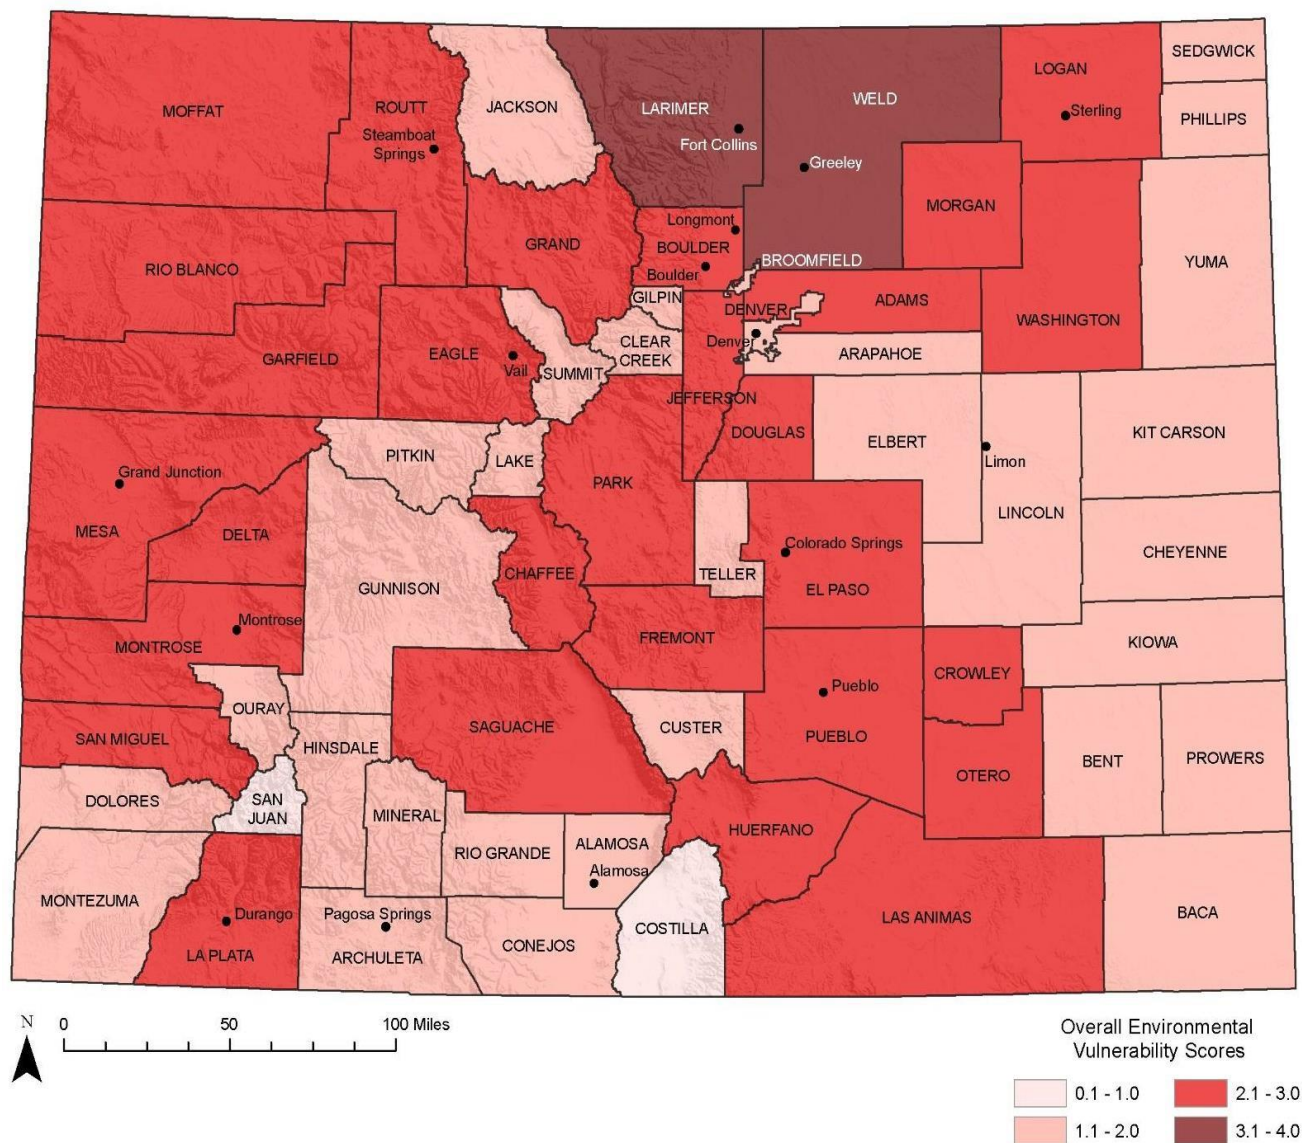 SEDGWICK
LOGAN
MOFFAT
ROUTT
JACKSON
LARIMER
WELD
Sterling
PHILLIPS
Steamboat
Springs
Fort Collins
Greeley
MORGAN
Longmont
GRAND
BOULDER
RIO BLANCO
Boulder
BROOMFIELD
YUMA
GILPIN
DENVER
ADAMS
WASHINGTON
GARFIELD
EAGLE
Vail
CLEAR
CREEK
Denver
ARAPAHOE
SUMMIT
JEFFERSON
DOUGLAS
ELBERT
KIT CARSON
PITKIN
LAKE
Limon
Grand Junction
PARK
LINCOLN
MESA
DELTA
Colorado Springs
CHEYENNE
GUNNISON
CHAFFEE
TELLER
EL PASO
Montrose
MONTROSE
FREMONT
KIOWA
CROWLEY
OURAY
Pueblo
SAN MIGUEL
HINSDALE
SAGUACHE
CUSTER
PUEBLO
BENT
PROWERS
OTERO
DOLORES
SAN
JUAN
MINERAL
RIO GRANDE
ALAMOSA
Alamosa
HUERFANO
MONTEZUMA
Durango
LA PLATA
Pagosa Springs
ARCHULETA
CONEJOS
COSTILLA
LAS ANIMAS
BACA
N
0 50 100 Miles
Overall Environmental
Vulnerability Scores
0.1 - 1.0 2.1 - 3.0
1.1 - 2.0 3.1 - 4.0